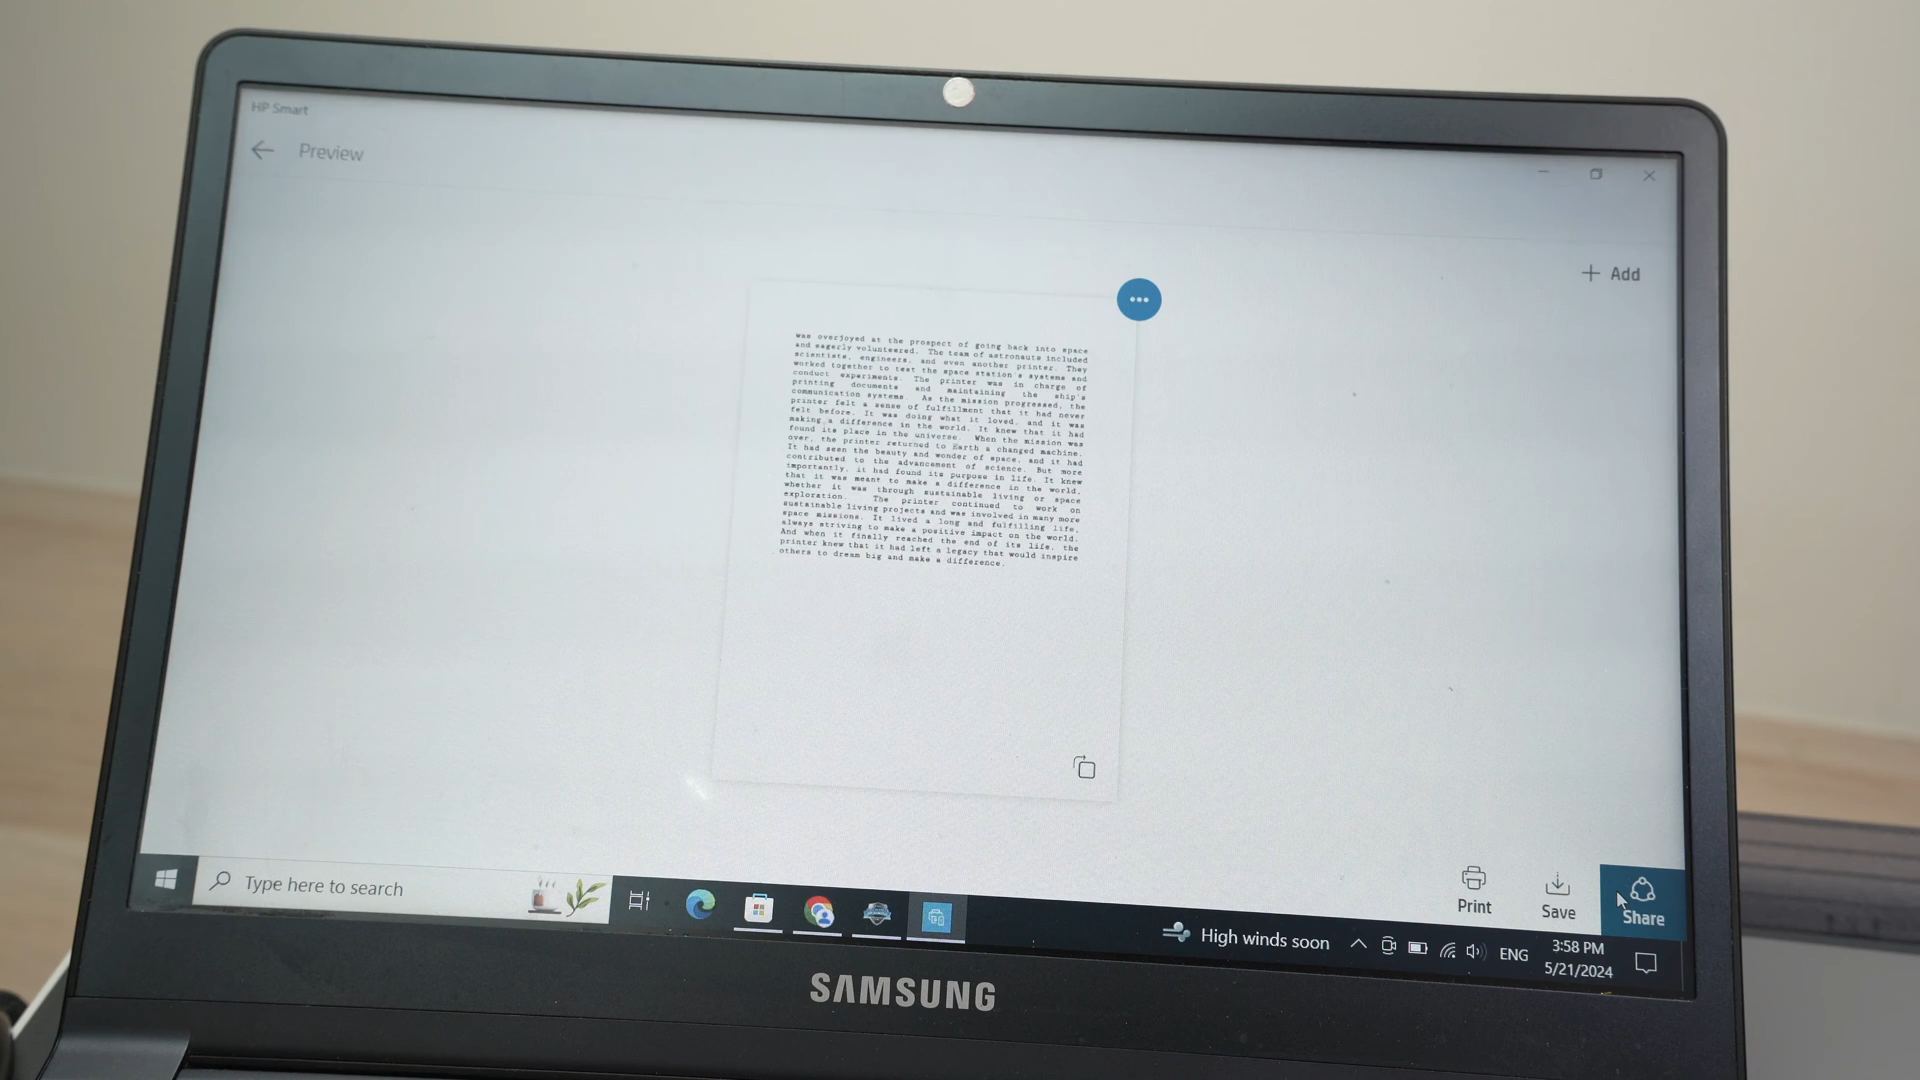 HP Smart
Preview
Add
was overjoyed at the prospect of going back into space
and eagerly volunteered. The team of astronauts included
scientists, engineers, and even another printer. They
worked together to test the space station's systems and
conduct experiments. The printer was in charge of
printing documents and maintaining the ship's
communication systems. As the mission progressed, the
printer felt a sense of fulfillment that it had never
felt before. It was doing what it loved, and it was
making a difference in the world. It knew that it had
found its place in the universe. When the mission was
over, the printer returned to Earth a changed machine.
It had seen the beauty and wonder of space, and it had
contributed to the advancement of science. But more
importantly, it had found its purpose in life. It knew
that it was meant to make a difference in the world,
whether it was through sustainable living or space
exploration. The printer continued to work on
sustainable living projects and was involved in many more
space missions. It lived a long and fulfilling life,
always striving to make a positive impact on the world.
And when it finally reached the end of its life, the
printer knew that it had left a legacy that would inspire
others to dream big and make a difference.
Print
Save
Share
Type here to search
High winds soon
ENG
3:58 PM
5/21/2024
SAMSUNG